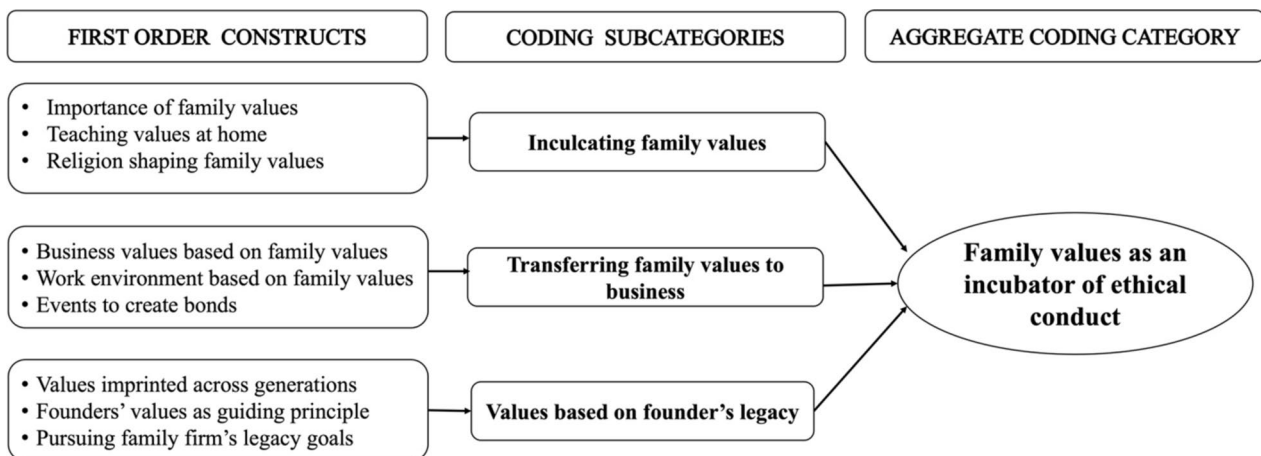 FIRST ORDER CONSTRUCTS
CODING SUBCATEGORIES
AGGREGATE CODING CATEGORY
• Importance of family values
• Teaching values at home
• Religion shaping family values
Inculcating family values
• Business values based on family values
• Work environment based on family values
• Events to create bonds
Transferring family values to
business
• Values imprinted across generations
• Founders’ values as guiding principle
• Pursuing family firm’s legacy goals
Values based on founder’s legacy
Family values as an
incubator of ethical
conduct